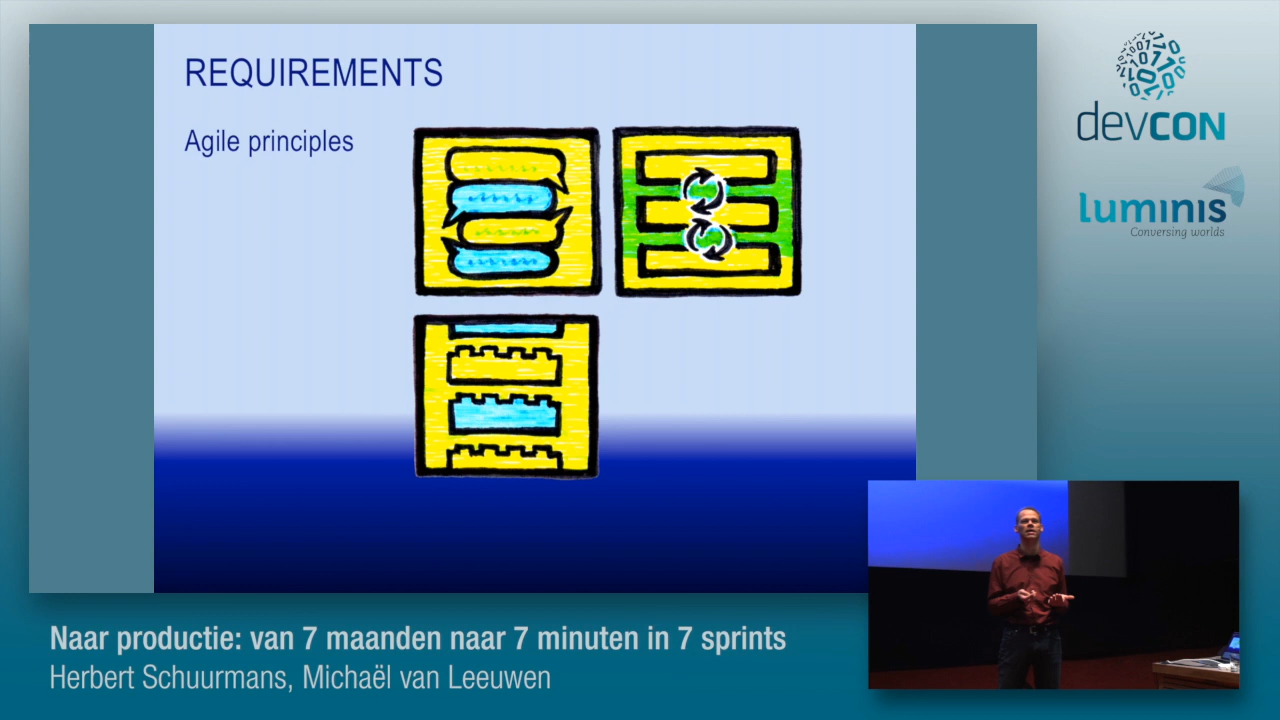 REQUIREMENTS
Agile principles
devcon
luminis
Conversing worlds
Naar productie: van 7 maanden naar 7 minuten in 7 sprints
Herbert Schuurmans, Michaël van Leeuwen